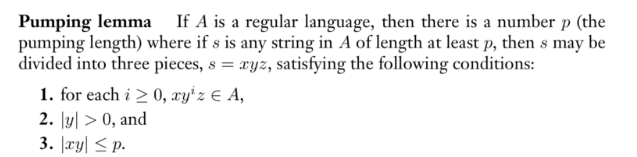 Pumping lemma If A is a regular language, then there is a number p (the
pumping length) where if s is any string in A of length at least p, then s may be
divided into three pieces, s = xyz, satisfying the following conditions:
1. for each i ≥ 0, xyⁱz ∈ A,
2. |y| > 0, and
3. |xy| ≤ p.